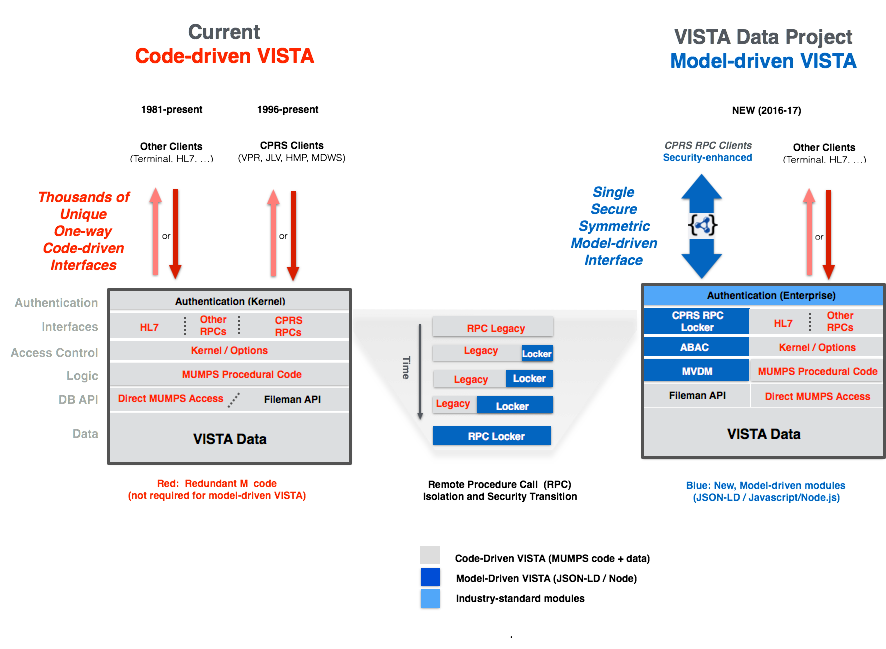 Current
Code-driven VISTA
VISTA Data Project
Model-driven VISTA
1981-present
1996-present
NEW (2016-17)
Other Clients
(Terminal, HL7, ...)
CPRS Clients
(VPR, JLV, HMP, MDWS)
CPRS RPC Clients
Security-enhanced
Other Clients
(Terminal, HL7, ...)
Thousands of
Unique
One-way
Code-driven
Interfaces
or
or
Single
Secure
Symmetric
Model-driven
Interface
{ }
or
Authentication
Interfaces
Access Control
Logic
DB API
Data
Authentication (Kernel)
HL7
Other
RPCs
CPRS
RPCs
Kernel / Options
MUMPS Procedural Code
Direct MUMPS Access
Fileman API
VISTA Data
Time
RPC Legacy
Legacy
Locker
Legacy
Locker
Legacy
Locker
RPC Locker
Authentication (Enterprise)
CPRS RPC
Locker
HL7
Other
RPCs
ABAC
Kernel / Options
MVDM
MUMPS Procedural Code
Fileman API
Direct MUMPS Access
VISTA Data
Red: Redundant M code
(not required for model-driven VISTA)
Remote Procedure Call (RPC)
Isolation and Security Transition
Blue: New, Model-driven modules
(JSON-LD / Javascript/Node.js)
Code-Driven VISTA (MUMPS code + data)
Model-Driven VISTA (JSON-LD / Node)
Industry-standard modules
.